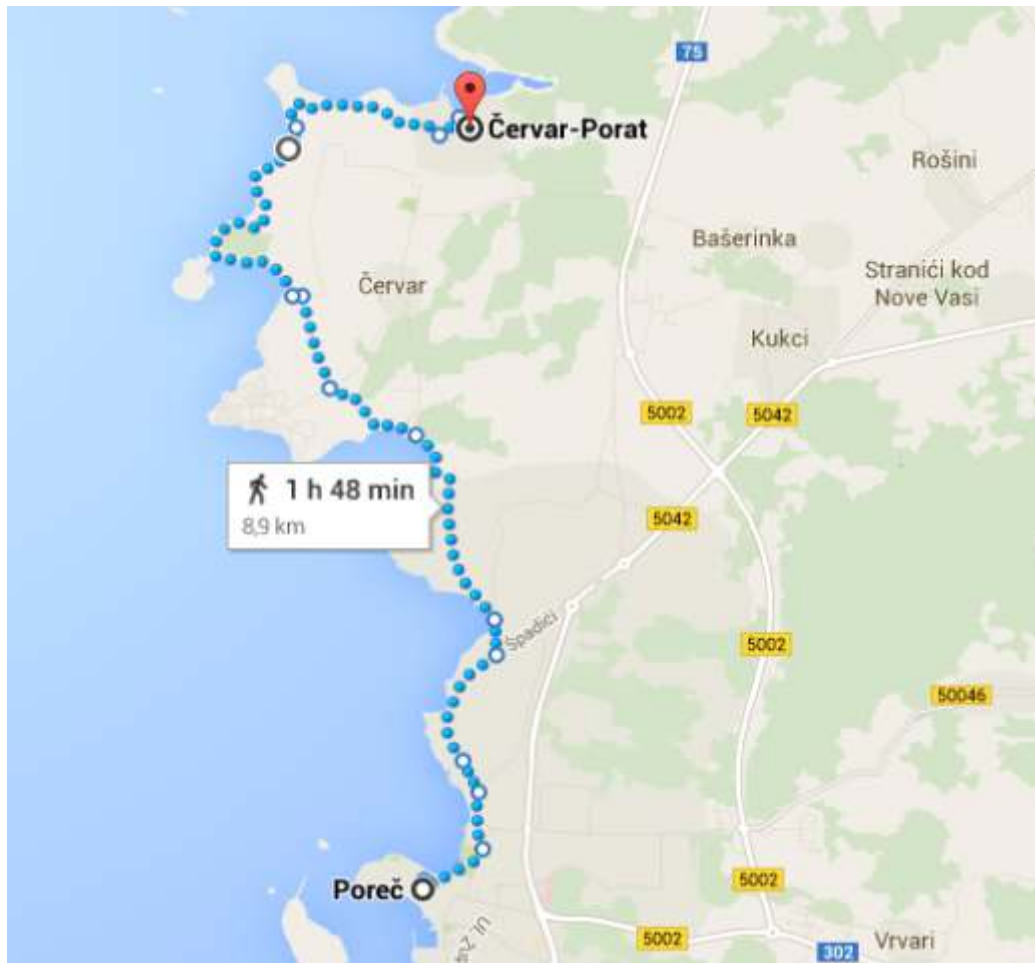 75
Červar-Porat
Rošini
Bašerinka
Stranići kod
Nove Vasi
Červar
Kukci
5002
5042
1 h 48 min
8,9 km
5042
Špadići
5002
50046
Poreč
5002
5002
302
Vrvari